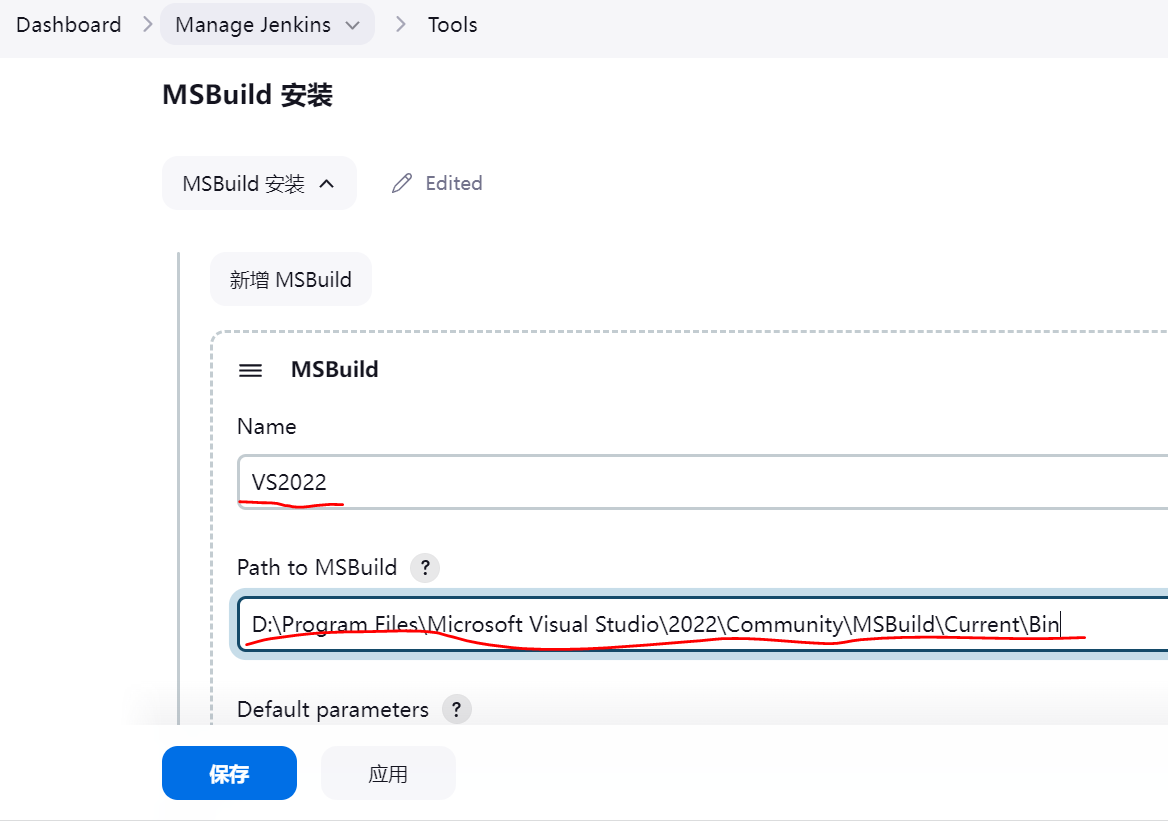 Dashboard > Manage Jenkins > Tools
MSBuild 安装
MSBuild 安装 Edited
新增 MSBuild
MSBuild
Name
VS2022
Path to MSBuild ?
D:\Program Files\Microsoft Visual Studio\2022\Community\MSBuild\Current\Bin
Default parameters ?
保存 应用